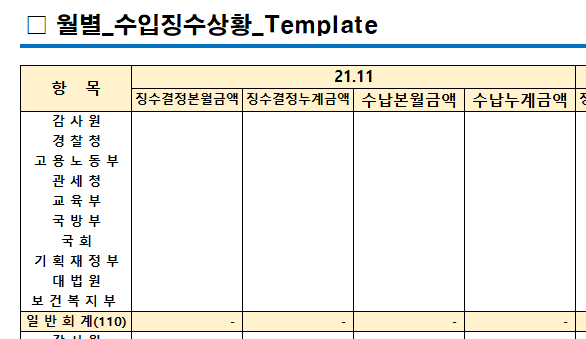 □ 월별_수입징수상황_Template
항 목
21.11
징수결정본월금액 징수결정누계금액 수납본월금액 수납누계금액
감 사 원
경 찰 청
고 용 노 동 부
관 세 청
교 육 부
국 방 부
국 회
기 획 재 정 부
대 법 원
보 건 복 지 부
일 반 회 계(110) - - - -